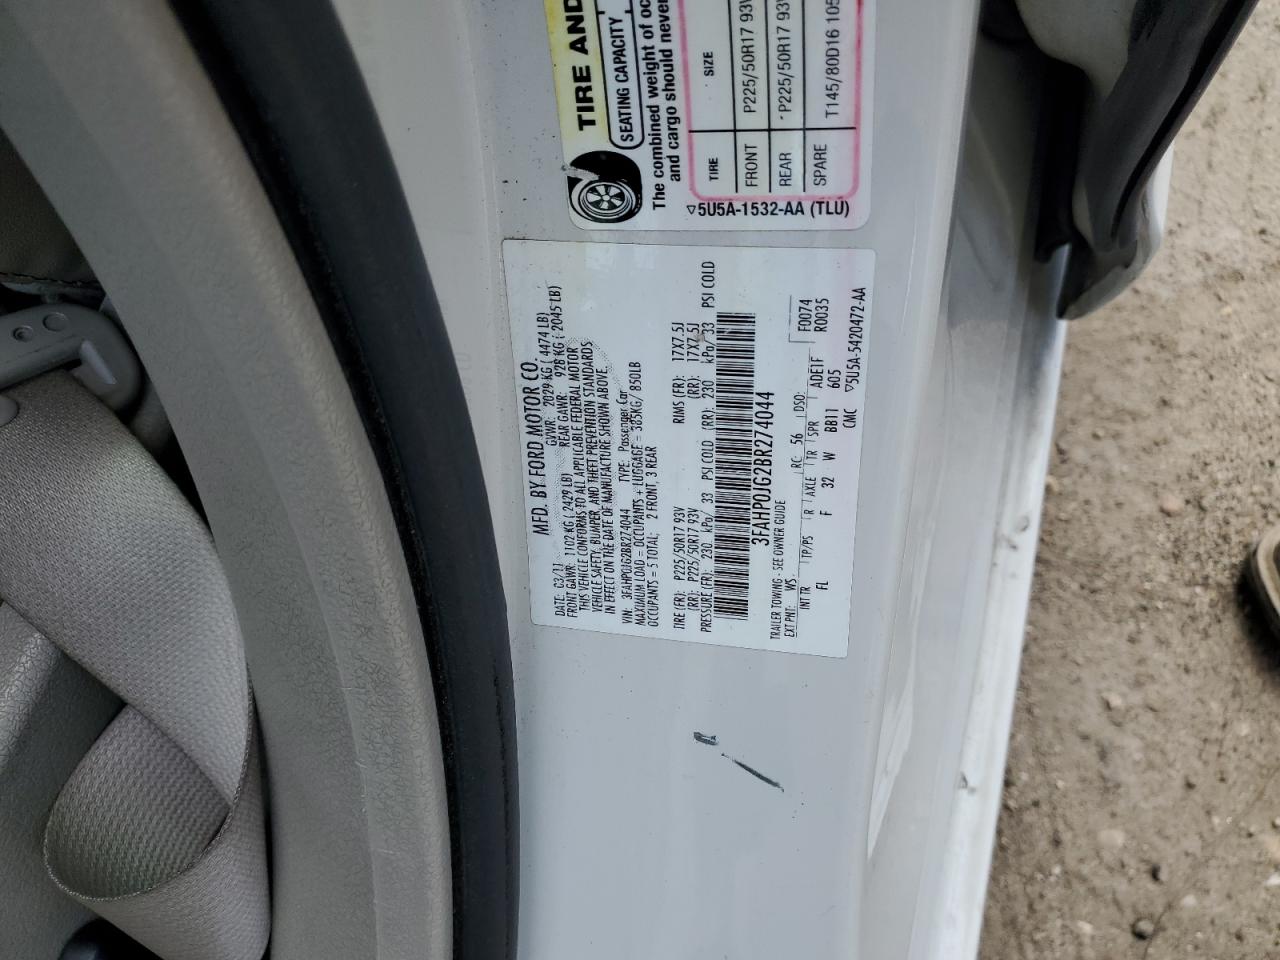 TIRE AND
SEATING CAPACITY
The combined weight of oc
and cargo should never
TIRE SIZE
FRONT P225/50R17 93V
REAR P225/50R17 93V
SPARE T145/80D16 105
▽5U5A-1532-AA (TLU)
MFD. BY FORD MOTOR CO.
DATE: 03/11 GVWR: 2029 KG ( 4474 LB)
FRONT GAWR: 1102 KG ( 2429 LB) REAR GAWR: 928 KG ( 2045 LB)
THIS VEHICLE CONFORMS TO ALL APPLICABLE FEDERAL MOTOR
VEHICLE SAFETY, BUMPER, AND THEFT PREVENTION STANDARDS
IN EFFECT ON THE DATE OF MANUFACTURE SHOWN ABOVE.
VIN: 3FAHP0JG2BR274044 TYPE: Passenger Car
MAXIMUM LOAD = OCCUPANTS + LUGGAGE = 385KG/ 850LB
OCCUPANTS = 5 TOTAL; 2 FRONT, 3 REAR
TIRE (FR): P225/50R17 93V RIMS (FR): 17X7.5J
(RR): P225/50R17 93V (RR): 17X7.5J
PRESSURE (FR): 230 kPa/ 33 PSI COLD (RR): 230 kPa/ 33 PSI COLD
3FAHP0JG2BR274044
TRAILER TOWING - SEE OWNER GUIDE
EXT PNT: WS RC: 56 DSO: F0074
INT TR TP/PS R AXLE TR SPR ADE1F R0035
FL F 32 W BB11 605
CMC ▽5U5A-5420472-AA